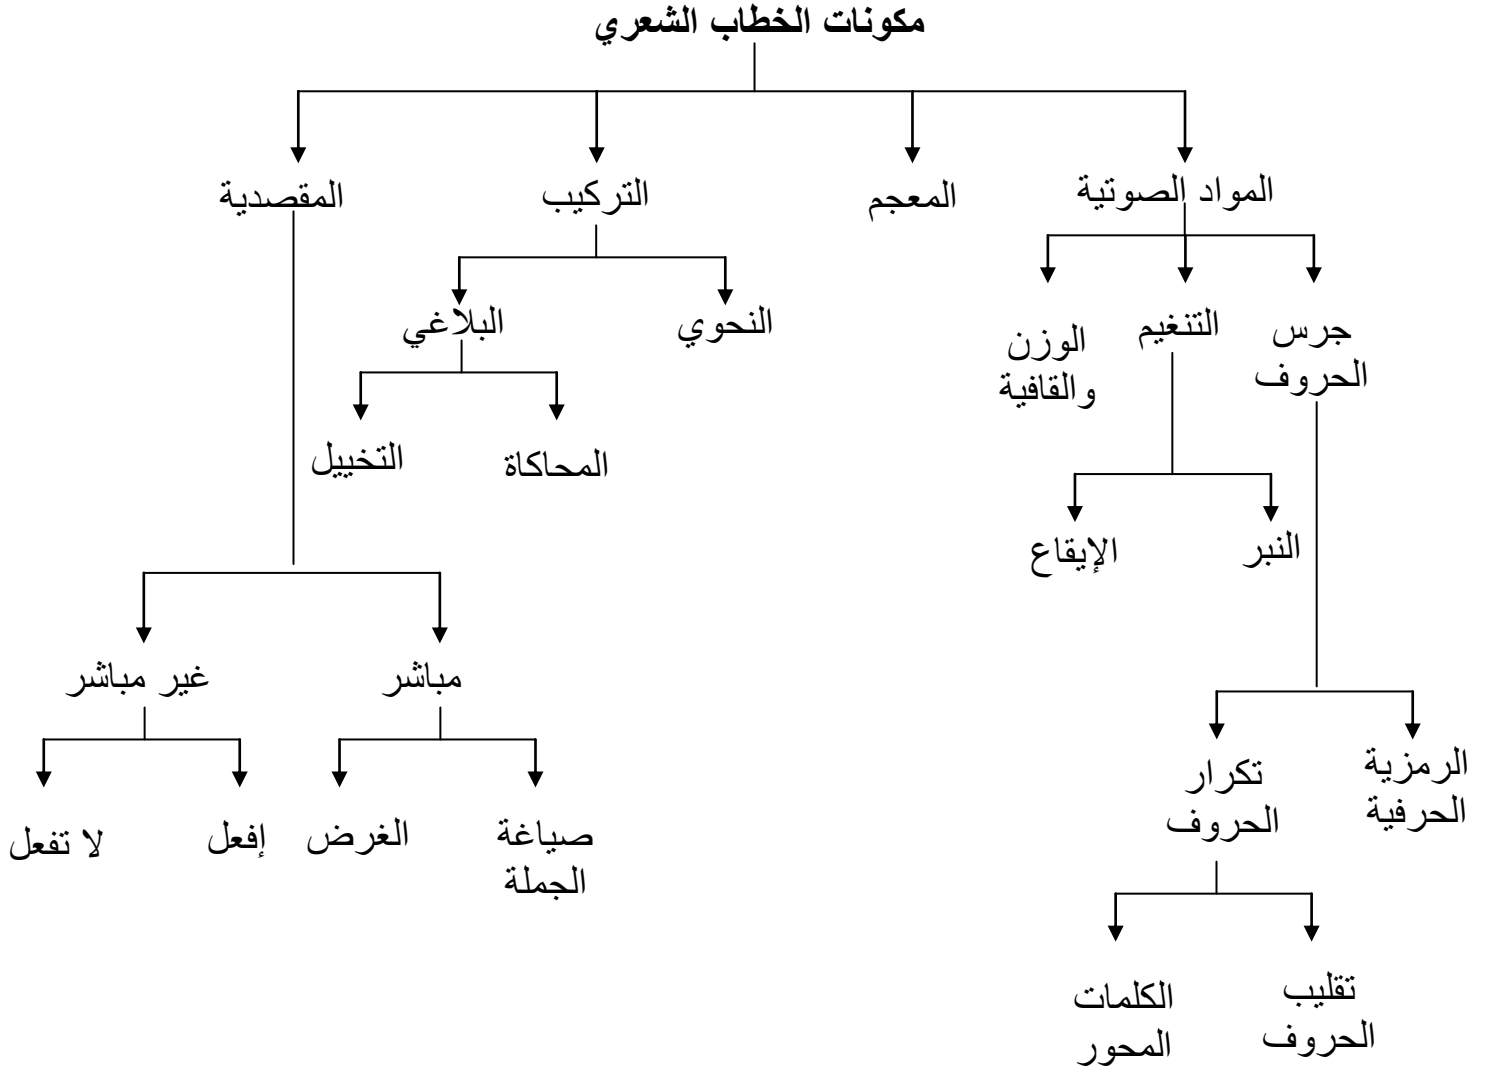 مكونات الخطاب الشعري
المواد الصوتية
المعجم
التركيب
المقصدية
جرس
الحروف
التنغيم
الوزن
والقافية
النحوي
البلاغي
المحاكاة
التخييل
النبر
الإيقاع
مباشر
غير مباشر
الرمزية
الحرفية
تكرار
الحروف
صياغة
الجملة
الغرض
إفعل
لا تفعل
تقليب
الحروف
الكلمات
المحور